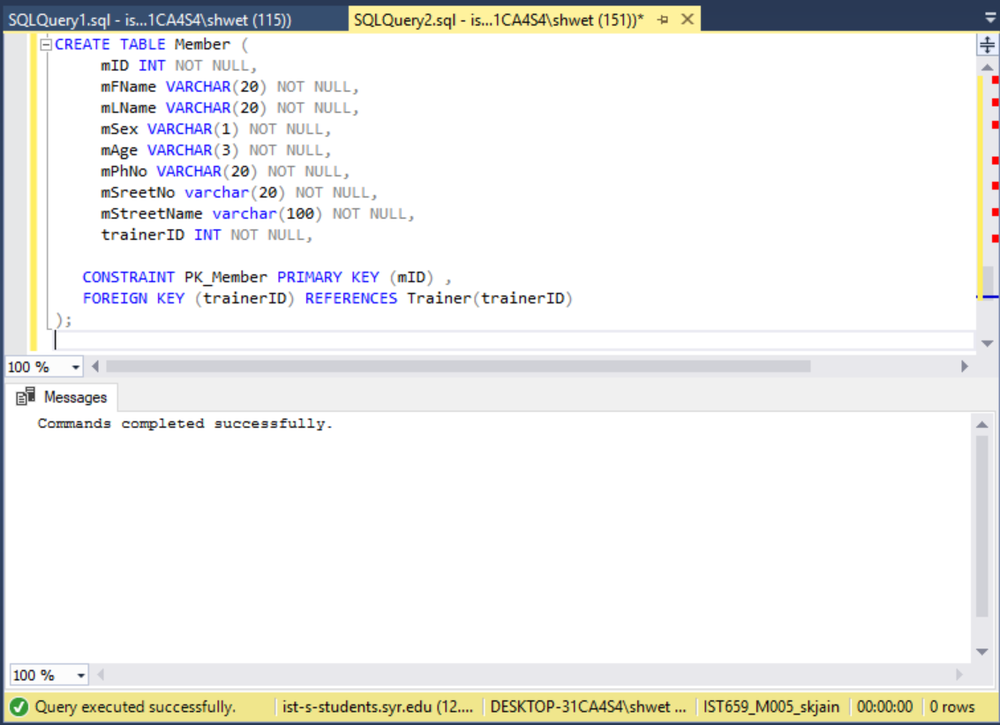 SQLQuery1.sql - is...1CA4S4\shwet (115)) SQLQuery2.sql - is...1CA4S4\shwet (151))*
CREATE TABLE Member (
mID INT NOT NULL,
mFName VARCHAR(20) NOT NULL,
mLName VARCHAR(20) NOT NULL,
mSex VARCHAR(1) NOT NULL,
mAge VARCHAR(3) NOT NULL,
mPhNo VARCHAR(20) NOT NULL,
mSreetNo varchar(20) NOT NULL,
mStreetName varchar(100) NOT NULL,
trainerID INT NOT NULL,
CONSTRAINT PK_Member PRIMARY KEY (mID) ,
FOREIGN KEY (trainerID) REFERENCES Trainer(trainerID)
);
100 %
Messages
Commands completed successfully.
100 %
Query executed successfully. ist-s-students.syr.edu (12.... DESKTOP-31CA4S4\shwet ... IST659_M005_skjain 00:00:00 0 rows